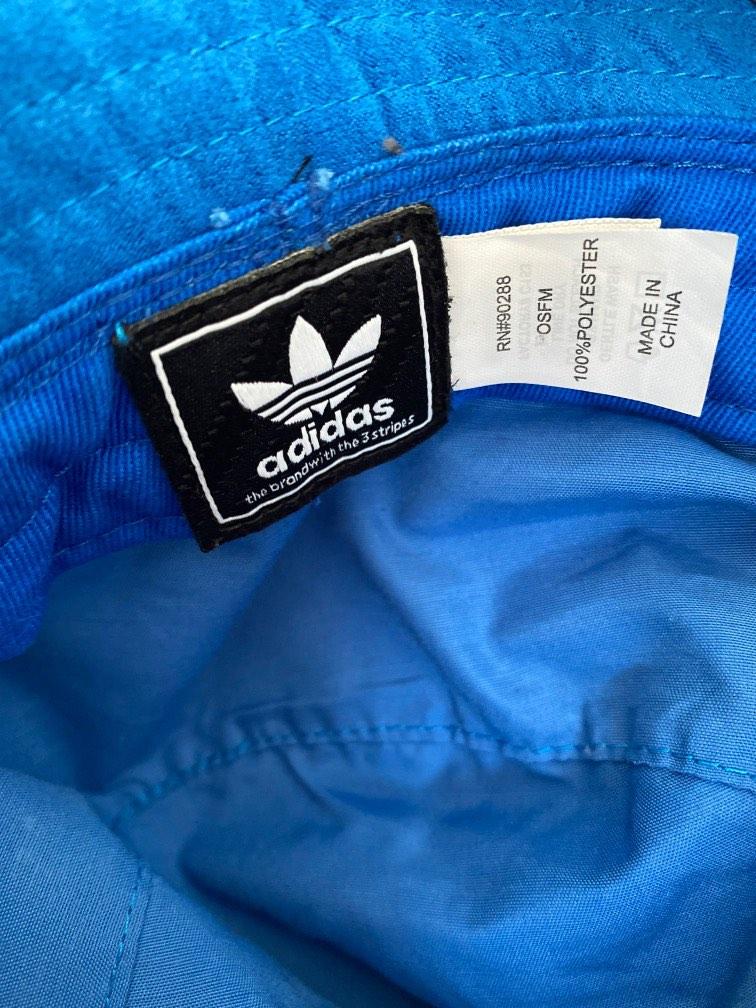 adidas
the brand with the 3 stripes
RN#90288
OSFM
100%POLYESTER
MADE IN
CHINA